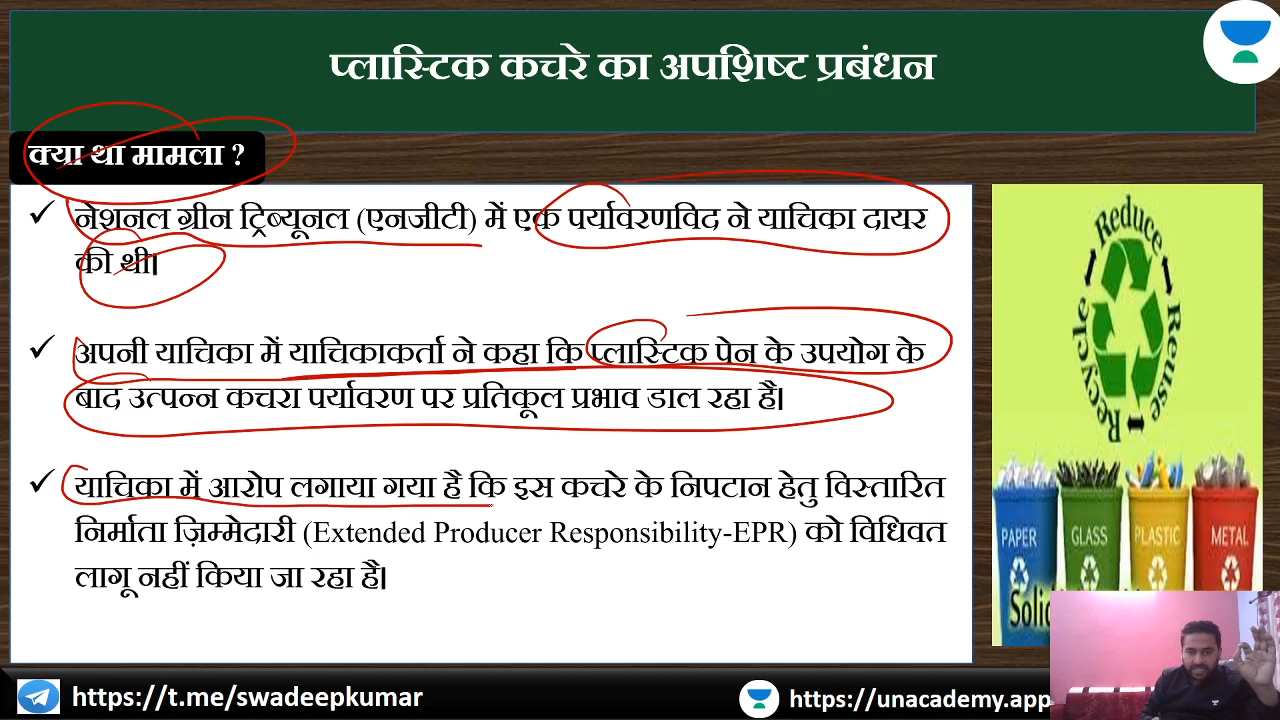 प्लास्टिक कचरे का अपशिष्ट प्रबंधन
क्या था मामला ?
नेशनल ग्रीन ट्रिब्यूनल (एनजीटी) में एक पर्यावरणविद ने याचिका दायर
की थी।
अपनी याचिका में याचिकाकर्ता ने कहा कि प्लास्टिक पेन के उपयोग के
बाद उत्पन्न कचरा पर्यावरण पर प्रतिकूल प्रभाव डाल रहा है।
याचिका में आरोप लगाया गया है कि इस कचरे के निपटान हेतु विस्तारित
निर्माता ज़िम्मेदारी (Extended Producer Responsibility-EPR) को विधिवत
लागू नहीं किया जा रहा है।
Reduce
Reuse
Recycle
PAPER GLASS PLASTIC METAL
https://t.me/swadeepkumar
https://unacademy.app